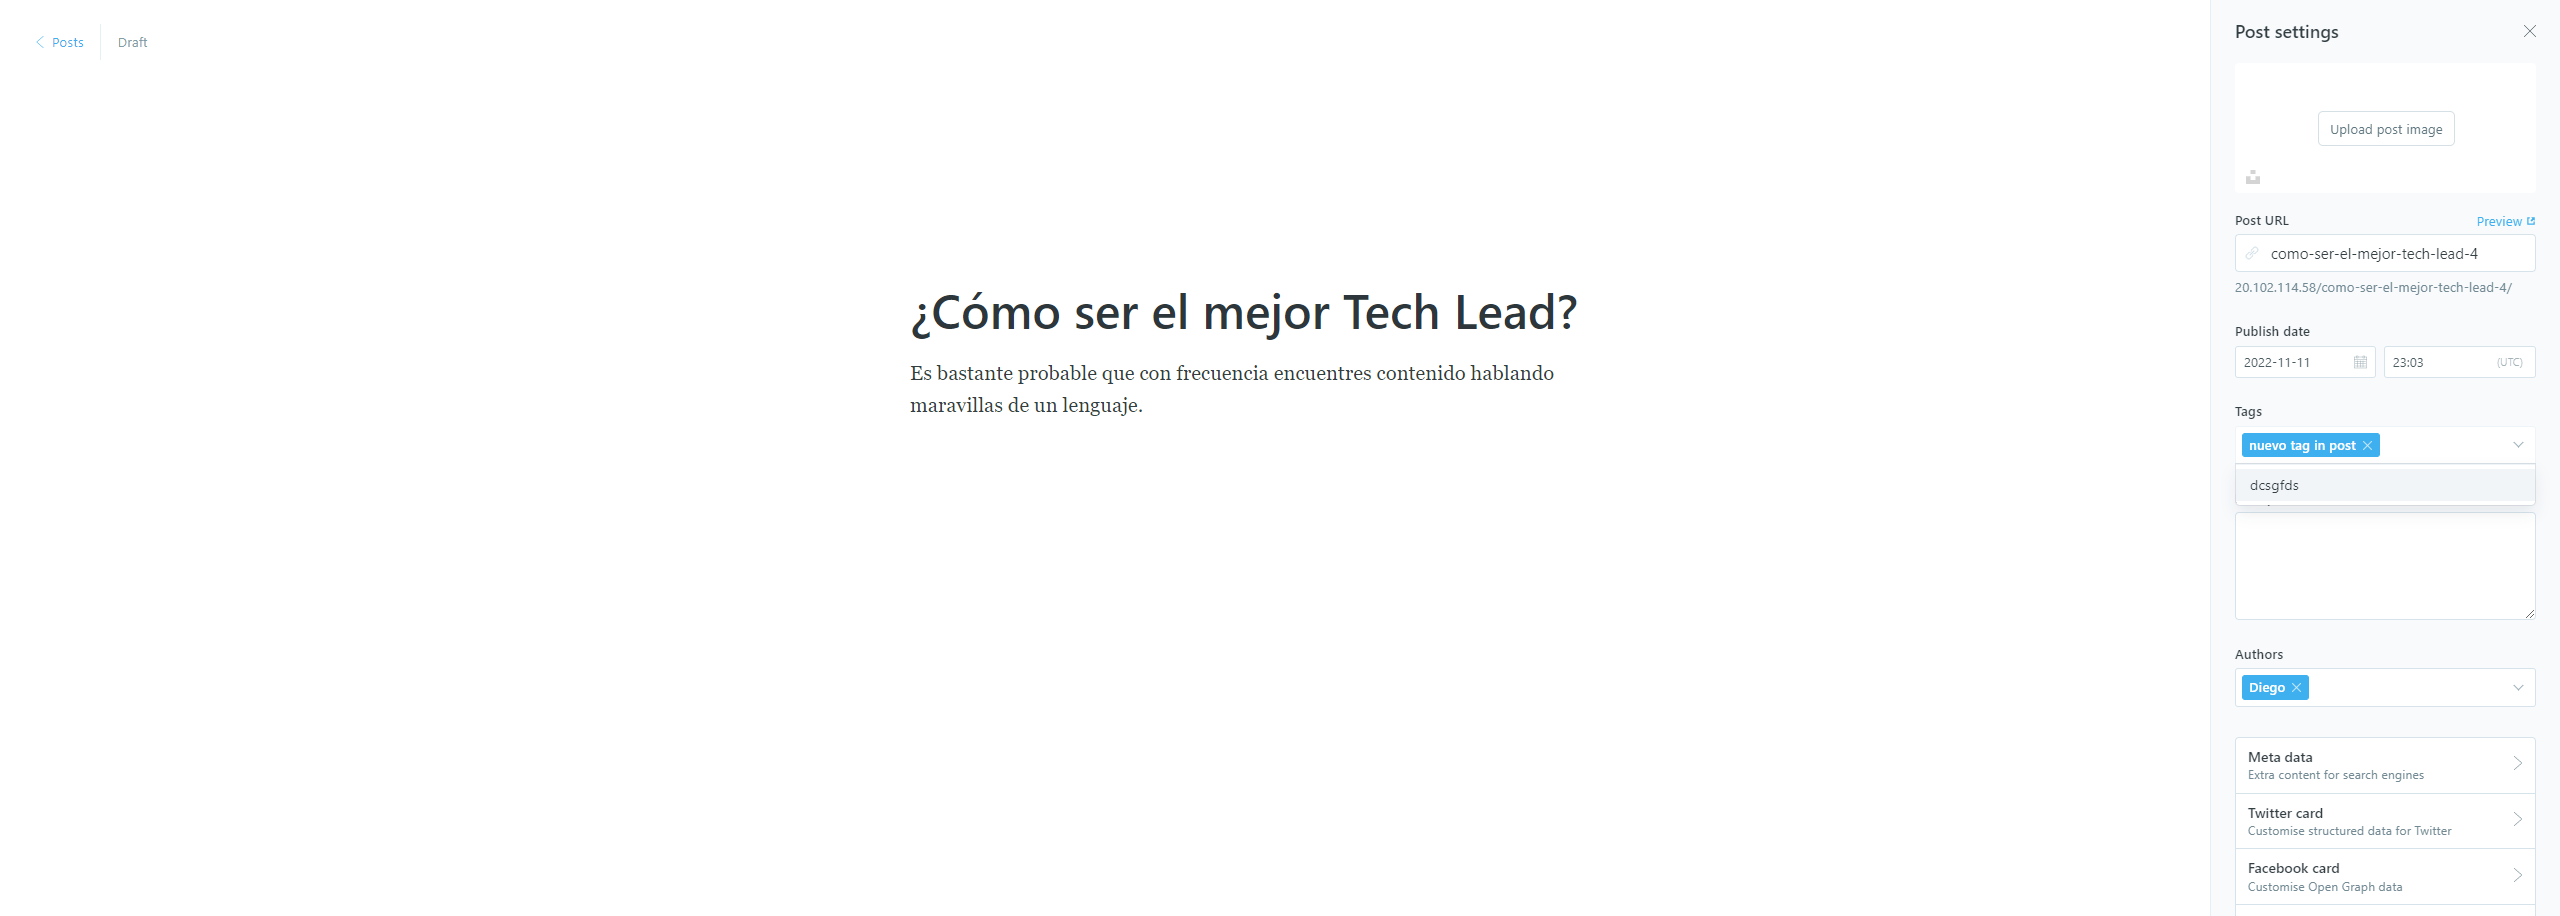 Posts
Draft
¿Cómo ser el mejor Tech Lead?
Es bastante probable que con frecuencia encuentres contenido hablando
maravillas de un lenguaje.
Post settings
Upload post image
Post URL
Preview
como-ser-el-mejor-tech-lead-4
20.102.114.58/como-ser-el-mejor-tech-lead-4/
Publish date
2022-11-11
23:03
(UTC)
Tags
nuevo tag in post
dcsgfds
Authors
Diego
Meta data
Extra content for search engines
Twitter card
Customise structured data for Twitter
Facebook card
Customise Open Graph data